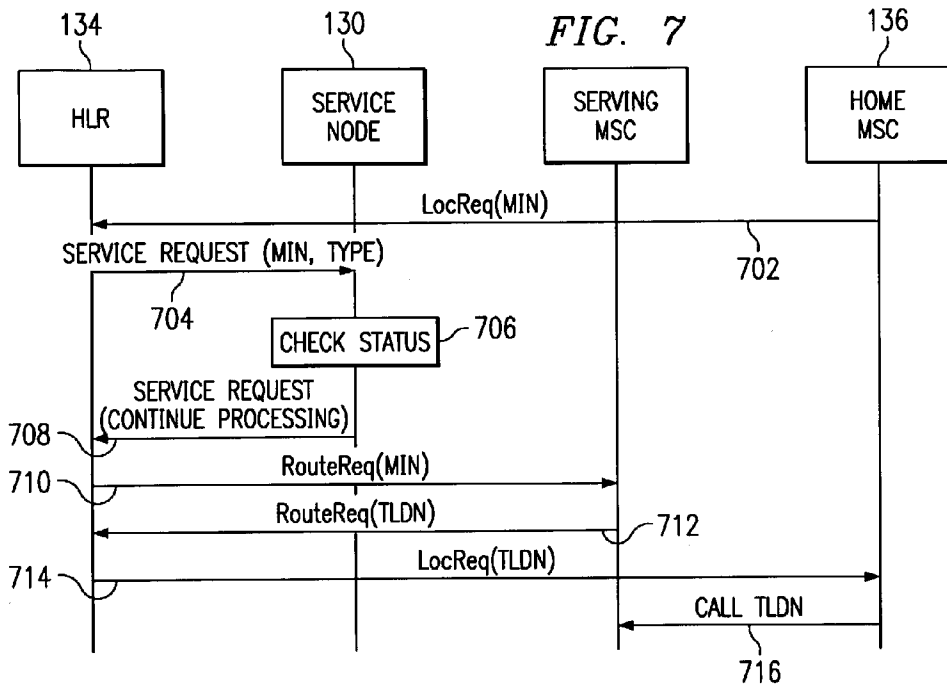 134
130
FIG. 7
136
HLR
SERVICE
NODE
SERVING
MSC
HOME
MSC
LocReq(MIN)
702
SERVICE REQUEST (MIN, TYPE)
704
CHECK STATUS
706
SERVICE REQUEST
(CONTINUE PROCESSING)
708
RouteReq(MIN)
710
RouteReq(TLDN)
712
LocReq(TLDN)
714
CALL TLDN
716